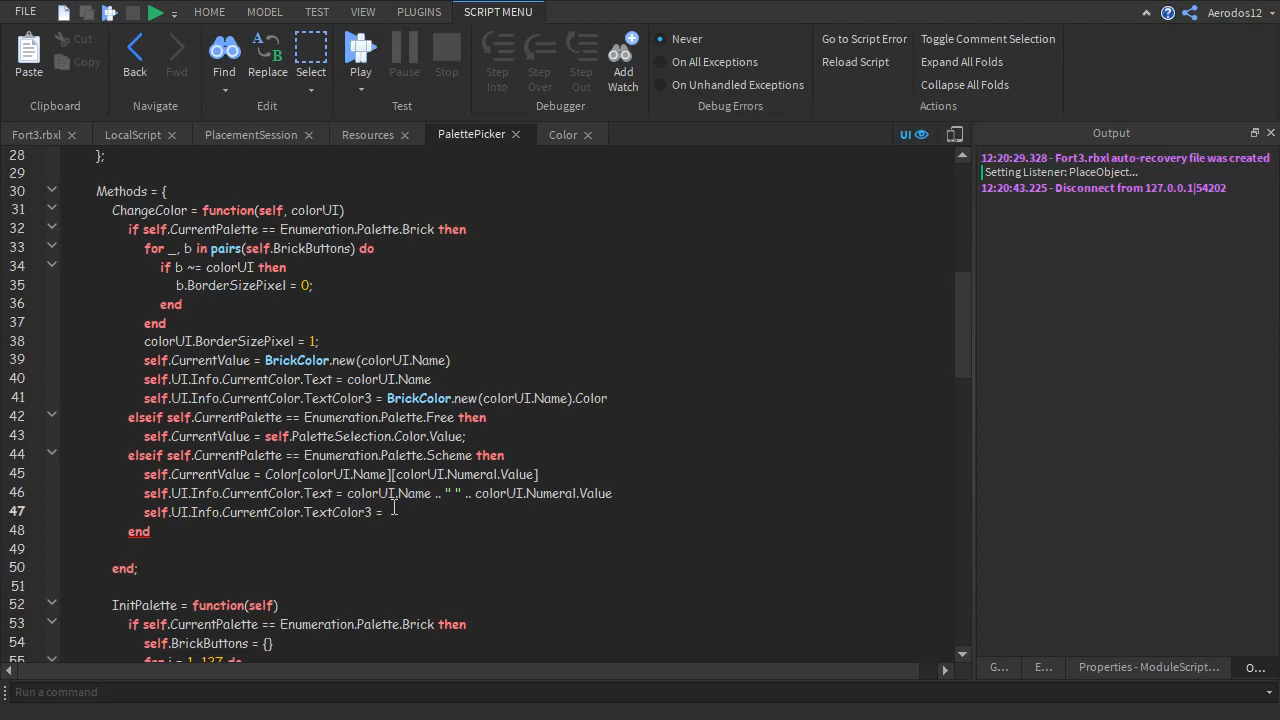 FILE HOME MODEL TEST VIEW PLUGINS SCRIPT MENU Aerodos12
Paste Cut Copy Back Fwd Find Replace Select Play Pause Stop Step Into Step Over Step Out Add Watch
Never
On All Exceptions
On Unhandled Exceptions
Go to Script Error
Reload Script
Toggle Comment Selection
Expand All Folds
Collapse All Folds
Clipboard Navigate Edit Test Debugger Debug Errors Actions
Fort3.rbxl LocalScript PlacementSession Resources PalettePicker Color UI Output
28 };
29
30 Methods = {
31 ChangeColor = function(self, colorUI)
32 if self.CurrentPalette == Enumeration.Palette.Brick then
33 for _, b in pairs(self.BrickButtons) do
34 if b ~= colorUI then
35 b.BorderSizePixel = 0;
36 end
37 end
38 colorUI.BorderSizePixel = 1;
39 self.CurrentValue = BrickColor.new(colorUI.Name)
40 self.UI.Info.CurrentColor.Text = colorUI.Name
41 self.UI.Info.CurrentColor.TextColor3 = BrickColor.new(colorUI.Name).Color
42 elseif self.CurrentPalette == Enumeration.Palette.Free then
43 self.CurrentValue = self.PaletteSelection.Color.Value;
44 elseif self.CurrentPalette == Enumeration.Palette.Scheme then
45 self.CurrentValue = Color[colorUI.Name][colorUI.Numeral.Value]
46 self.UI.Info.CurrentColor.Text = colorUI.Name .. " " .. colorUI.Numeral.Value
47 self.UI.Info.CurrentColor.TextColor3 =
48 end
49
50 end;
51
52 InitPalette = function(self)
53 if self.CurrentPalette == Enumeration.Palette.Brick then
54 self.BrickButtons = {}
55 for i = 1, 127 do
12:20:29.328 - Fort3.rbxl auto-recovery file was created
Setting Listener: PlaceObject...
12:20:43.225 - Disconnect from 127.0.0.1|54202
G... E... Properties - ModuleScript... O...
Run a command